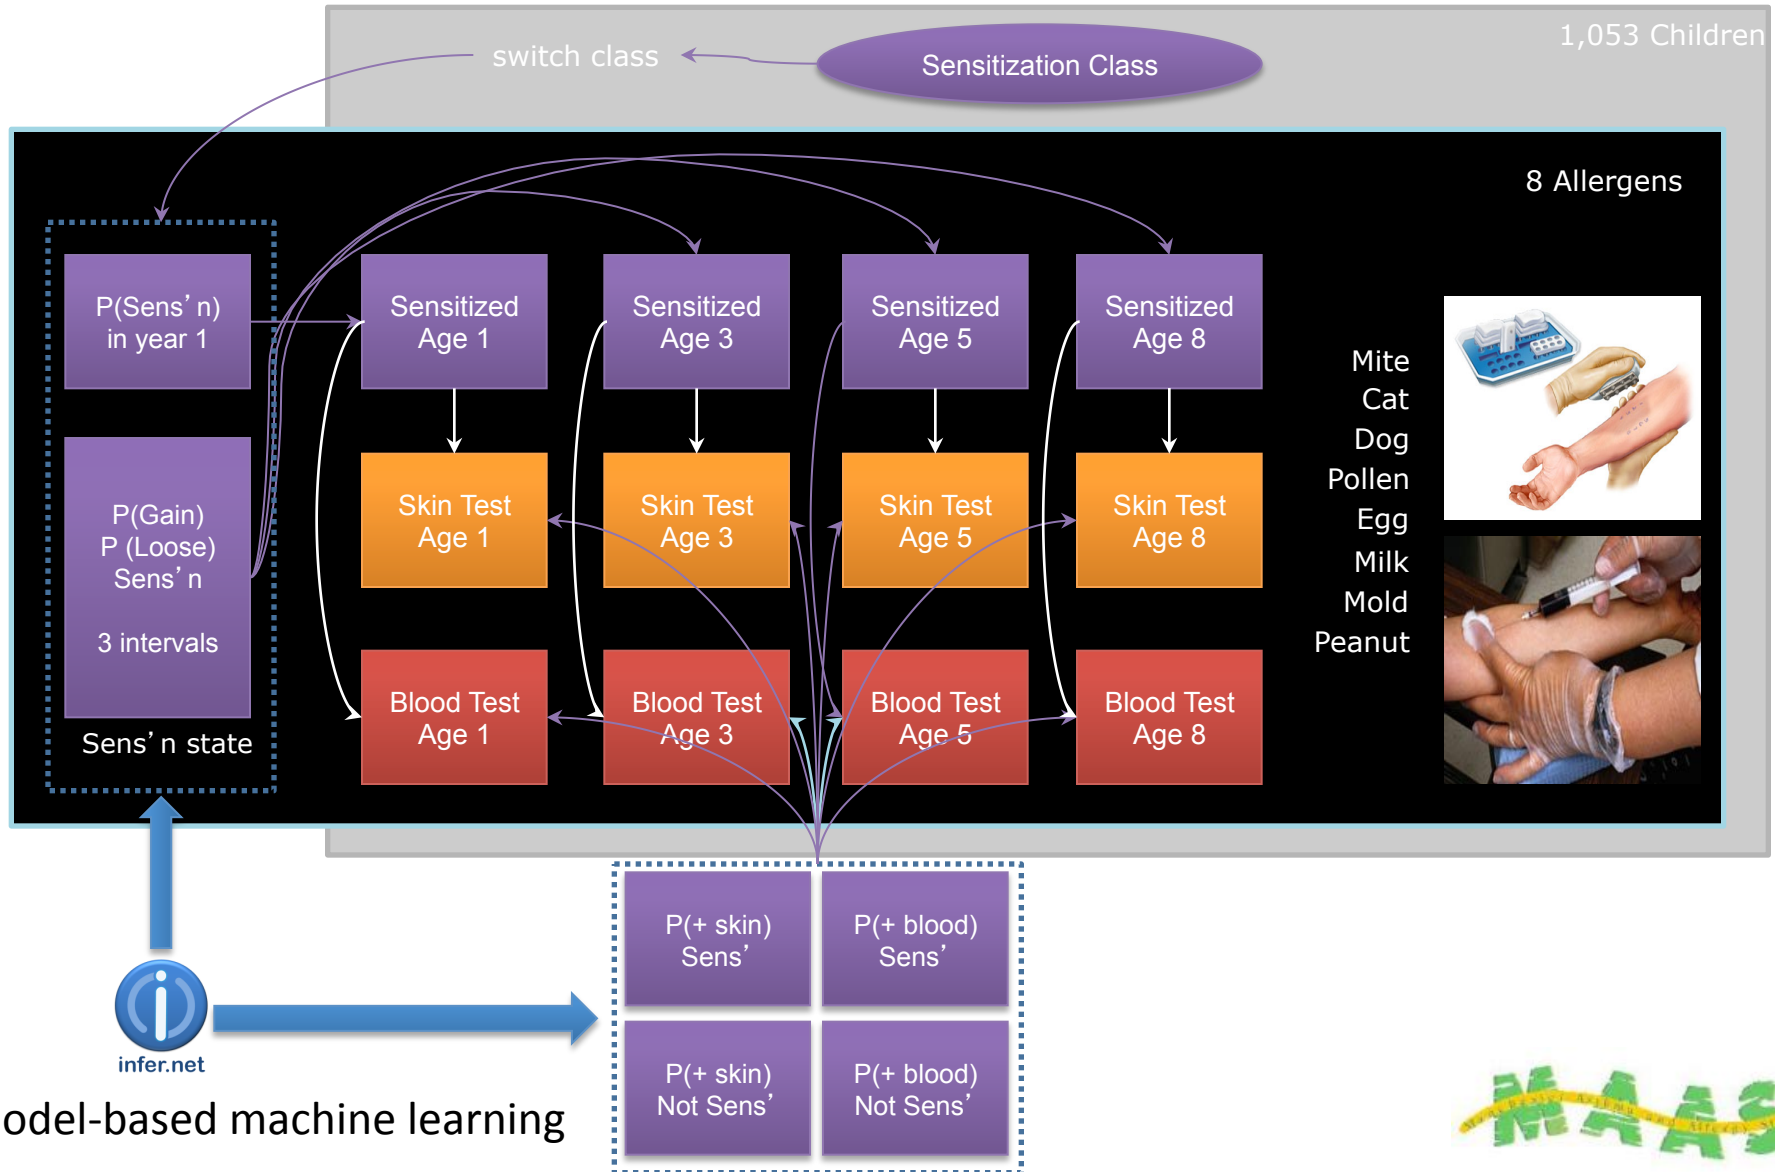 1,053 Children
switch class
Sensitization Class
8 Allergens
P(Sens’n)
in year 1
Sensitized
Age 1
Sensitized
Age 3
Sensitized
Age 5
Sensitized
Age 8
P(Gain)
P (Loose)
Sens’n
3 intervals
Sens’n state
Skin Test
Age 1
Skin Test
Age 3
Skin Test
Age 5
Skin Test
Age 8
Blood Test
Age 1
Blood Test
Age 3
Blood Test
Age 5
Blood Test
Age 8
Mite
Cat
Dog
Pollen
Egg
Milk
Mold
Peanut
P(+ skin)
Sens’
P(+ blood)
Sens’
P(+ skin)
Not Sens’
P(+ blood)
Not Sens’
infer.net
odel-based machine learning
MAAS